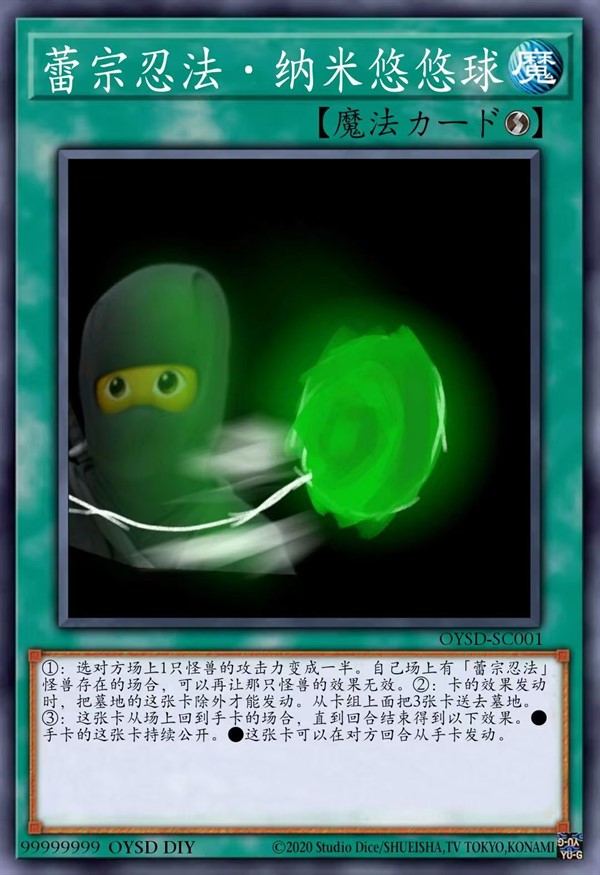 蕾宗忍法・纳米悠悠球 魔
【魔法カード】
OYSD-SC001
①：选对方场上1只怪兽的攻击力变成一半。自己场上有「蕾宗忍法」
怪兽存在的场合，可以再让那只怪兽的效果无效。②：卡的效果发动
时，把墓地的这张卡除外才能发动。从卡组上面把3张卡送去墓地。
③：这张卡从场上回到手卡的场合，直到回合结束得到以下效果。●
手卡的这张卡持续公开。●这张卡可以在对方回合从手卡发动。
99999999 OYSD DIY ©2020 Studio Dice/SHUEISHA,TV TOKYO,KONAMI
YU-G